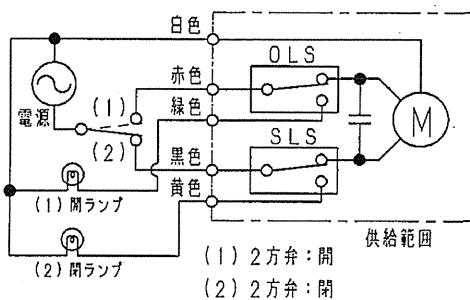 白色
OLS
赤色
(1)
緑色
電源
M
(2)
SLS
黒色
黄色
(1)開ランプ
供給範囲
(1)2方弁:開
(2)閉ランプ
(2)2方弁:閉